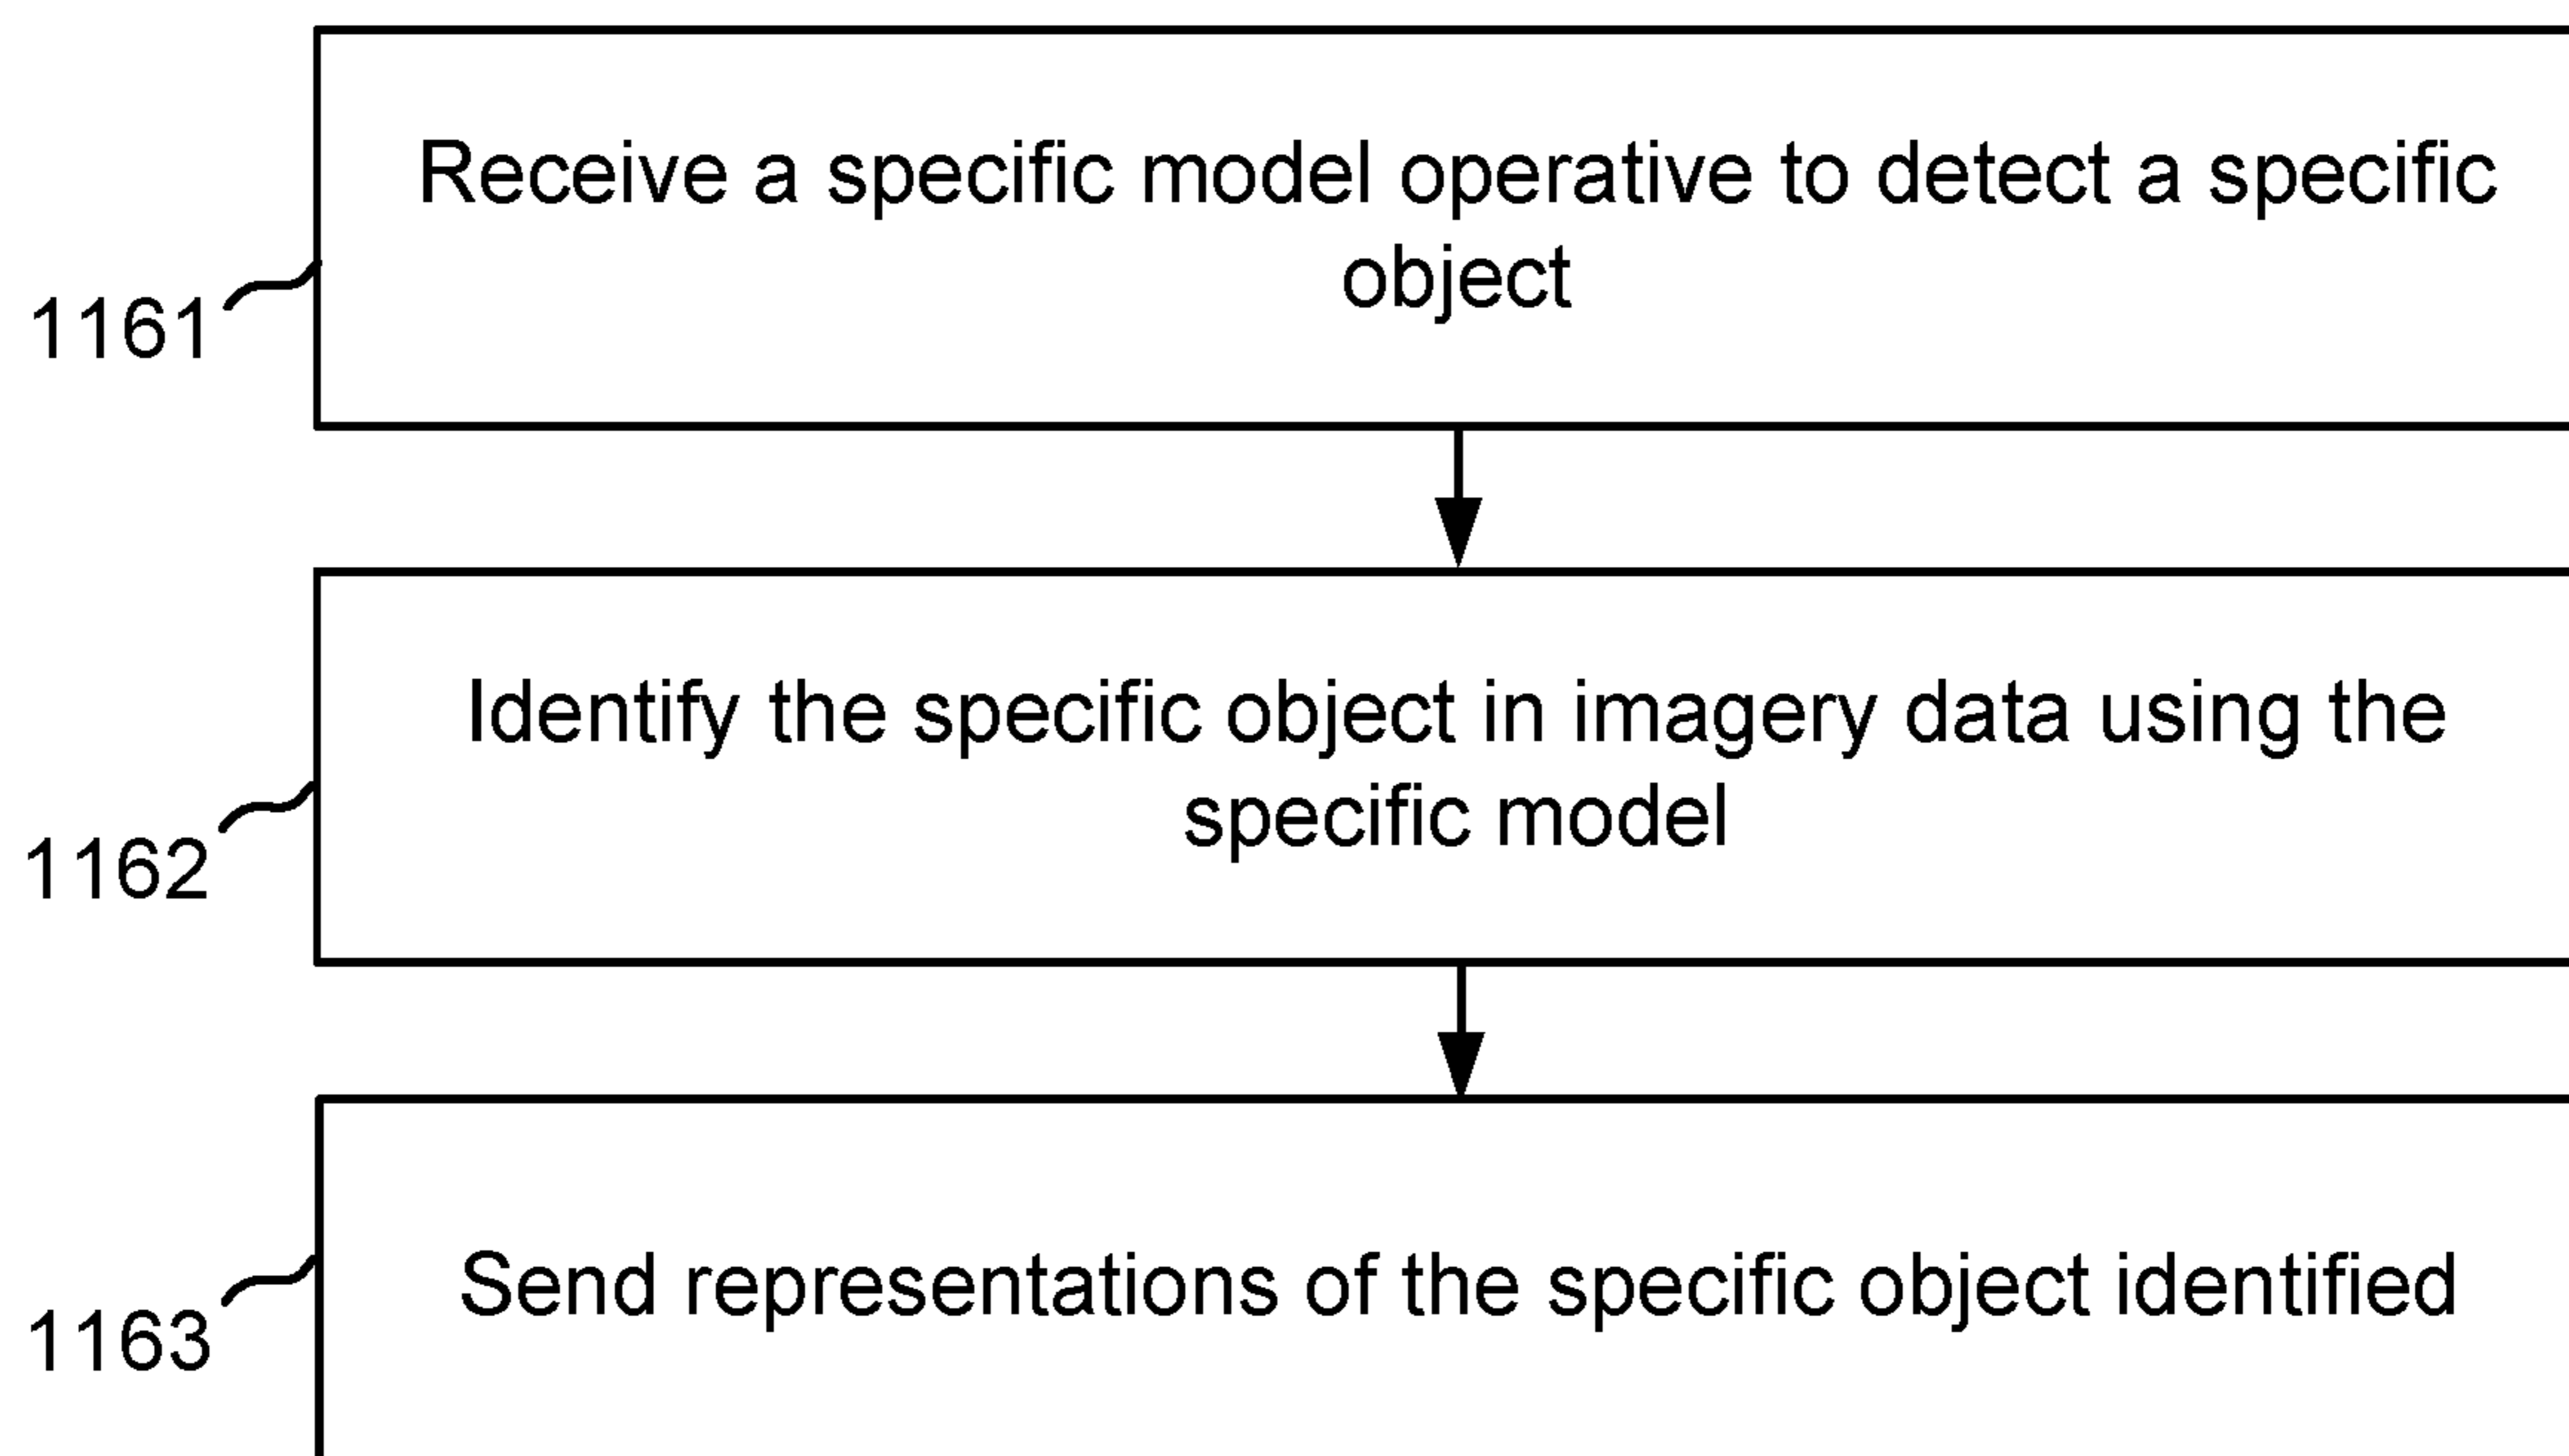 Receive a specific model operative to detect a specific
object
1161
Identify the specific object in imagery data using the
specific model
1162
Send representations of the specific object identified
1163